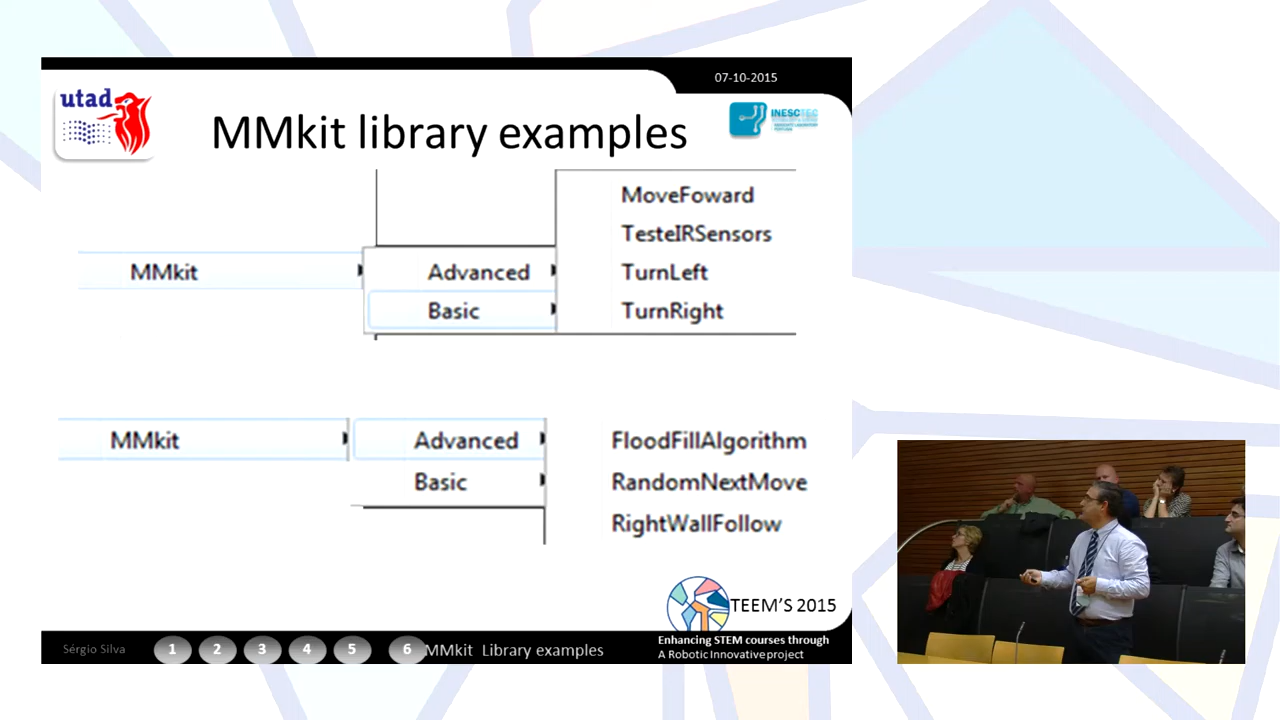 07-10-2015
utad
INESCTEC
MMkit library examples
MoveFoward
TesteIRSensors
MMkit
Advanced
TurnLeft
Basic
TurnRight
MMkit
Advanced
FloodFillAlgorithm
Basic
RandomNextMove
RightWallFollow
TEEM'S 2015
Sérgio Silva
1 2 3 4 5 6
MMkit Library examples
Enhancing STEM courses through
A Robotic Innovative project